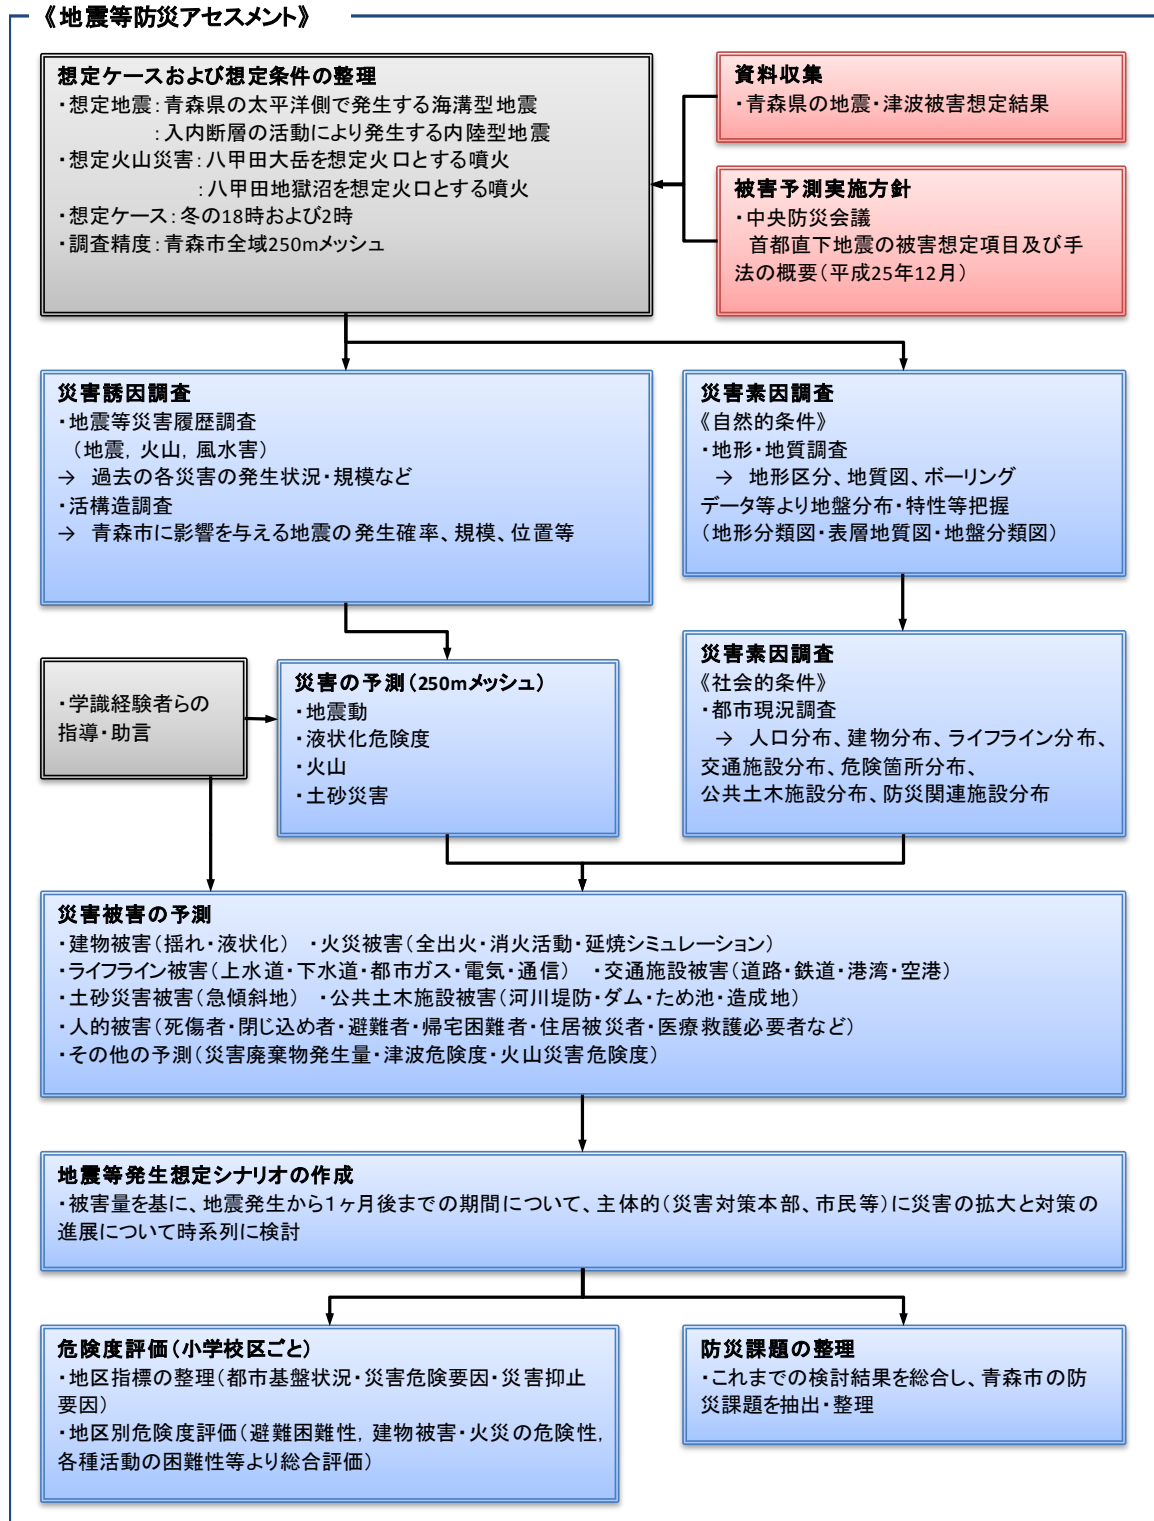 《地震等防災アセスメント》
想定ケースおよび想定条件の整理
・想定地震：青森県の太平洋側で発生する海溝型地震
：入内断層の活動により発生する内陸型地震
・想定火山災害：八甲田大岳を想定火口とする噴火
：八甲田地獄沼を想定火口とする噴火
・想定ケース：冬の18時および2時
・調査精度：青森市全域250mメッシュ
資料収集
・青森県の地震・津波被害想定結果
被害予測実施方針
・中央防災会議
首都直下地震の被害想定項目及び手
法の概要（平成25年12月）
災害誘因調査
・地震等災害履歴調査
（地震，火山，風水害）
→ 過去の各災害の発生状況・規模など
・活構造調査
→ 青森市に影響を与える地震の発生確率、規模、位置等
災害素因調査
《自然的条件》
・地形・地質調査
→ 地形区分、地質図、ボーリング
データ等より地盤分布・特性等把握
（地形分類図・表層地質図・地盤分類図）
・学識経験者らの
指導・助言
災害の予測（250mメッシュ）
・地震動
・液状化危険度
・火山
・土砂災害
災害素因調査
《社会的条件》
・都市現況調査
→ 人口分布、建物分布、ライフライン分布、
交通施設分布、危険箇所分布、
公共土木施設分布、防災関連施設分布
災害被害の予測
・建物被害（揺れ・液状化） ・火災被害（全出火・消火活動・延焼シミュレーション）
・ライフライン被害（上水道・下水道・都市ガス・電気・通信） ・交通施設被害（道路・鉄道・港湾・空港）
・土砂災害被害（急傾斜地） ・公共土木施設被害（河川堤防・ダム・ため池・造成地）
・人的被害（死傷者・閉じ込め者・避難者・帰宅困難者・住居被災者・医療救護必要者など）
・その他の予測（災害廃棄物発生量・津波危険度・火山災害危険度）
地震等発生想定シナリオの作成
・被害量を基に、地震発生から1ヶ月後までの期間について、主体的（災害対策本部、市民等）に災害の拡大と対策の
進展について時系列に検討
危険度評価（小学校区ごと）
・地区指標の整理（都市基盤状況・災害危険要因・災害抑止
要因）
・地区別危険度評価（避難困難性，建物被害・火災の危険性，
各種活動の困難性等より総合評価）
防災課題の整理
・これまでの検討結果を総合し、青森市の防
災課題を抽出・整理